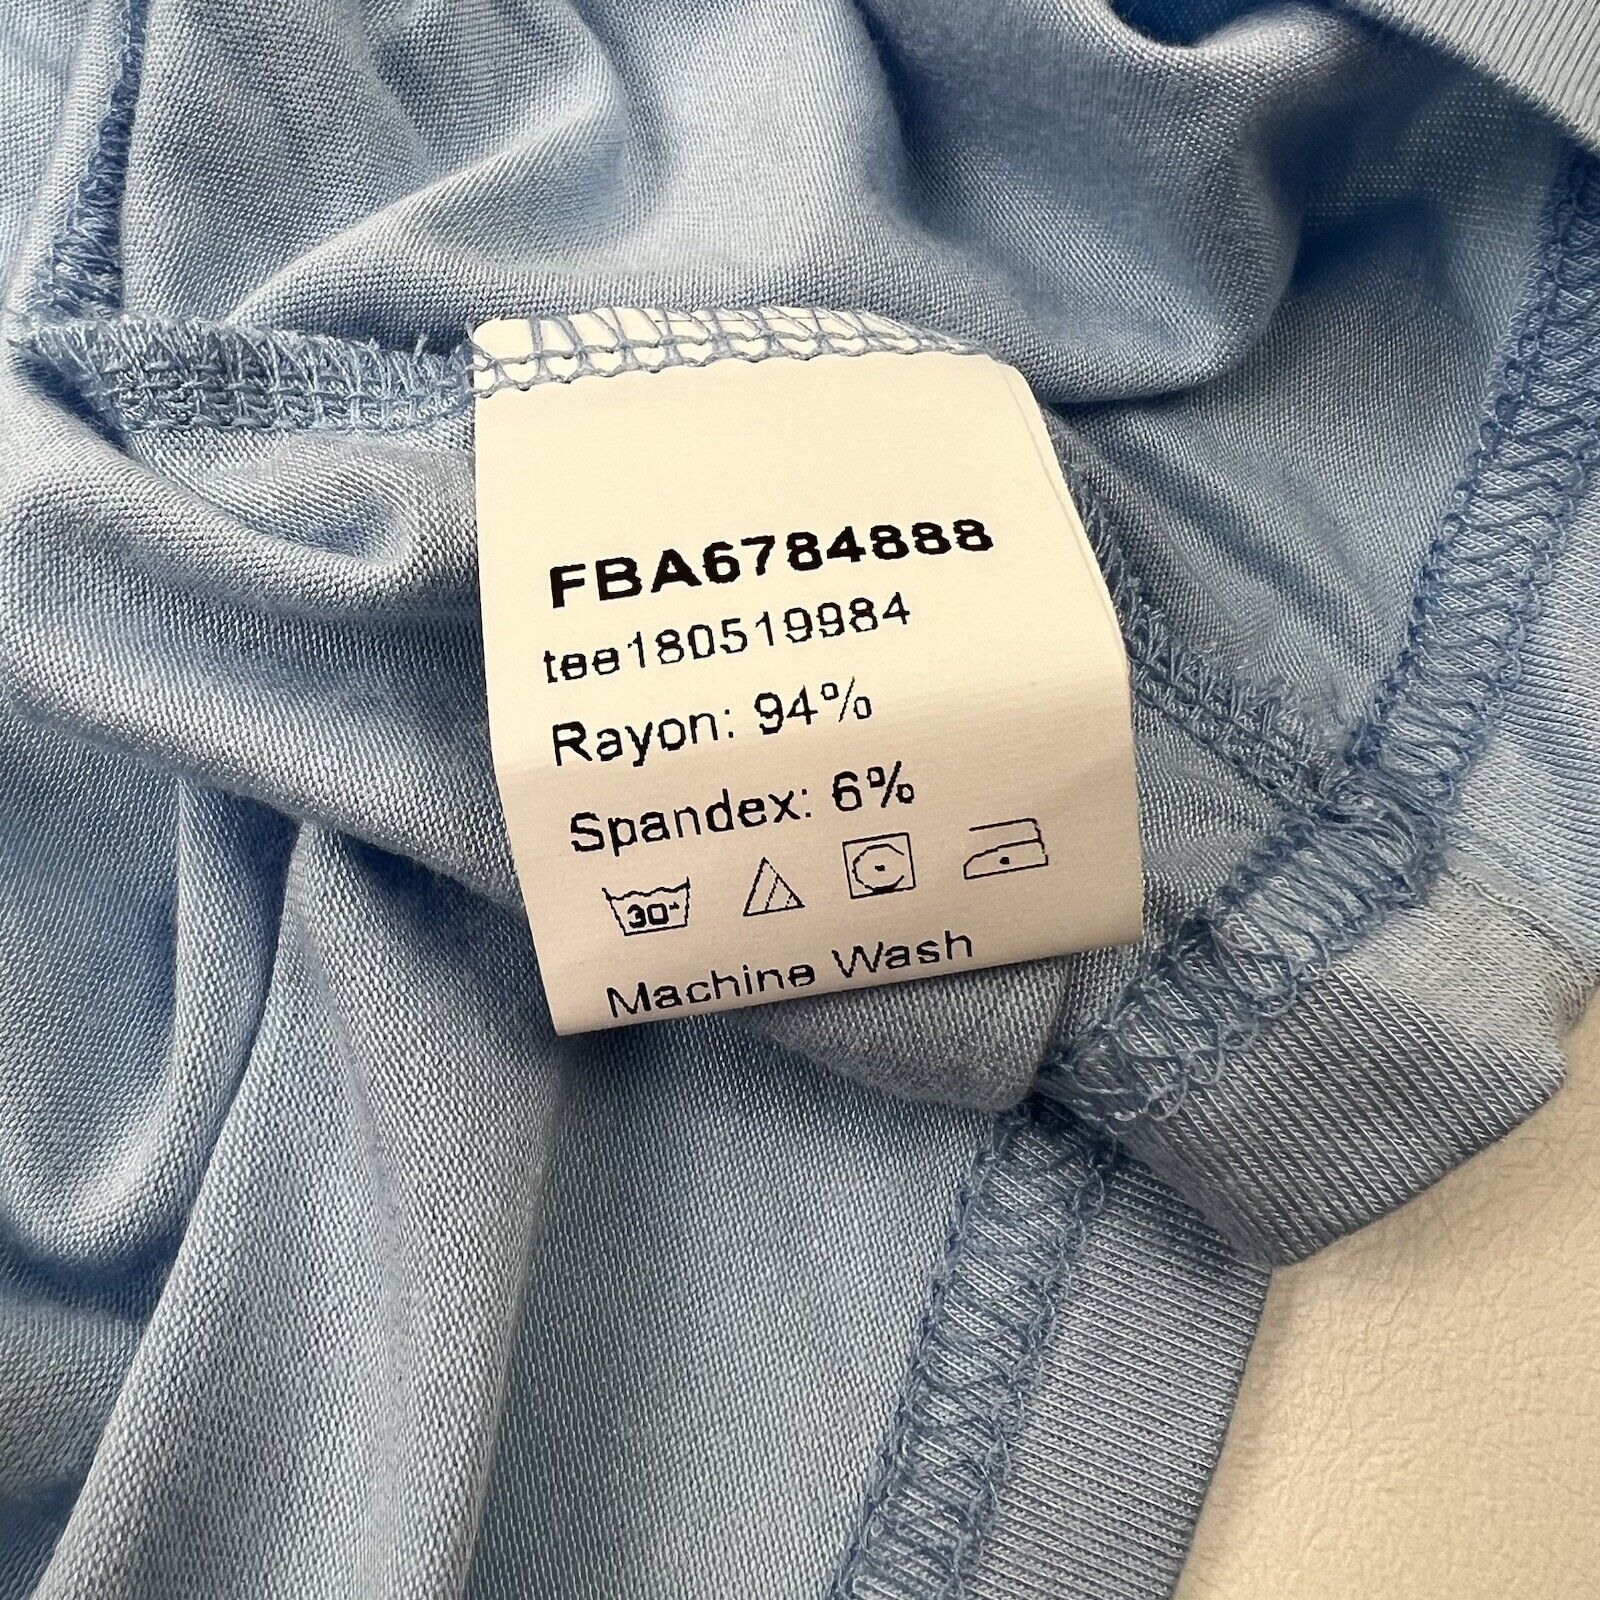 FBA6784888
tee180519984
Rayon: 94%
Spandex: 6%
30°
Machine Wash